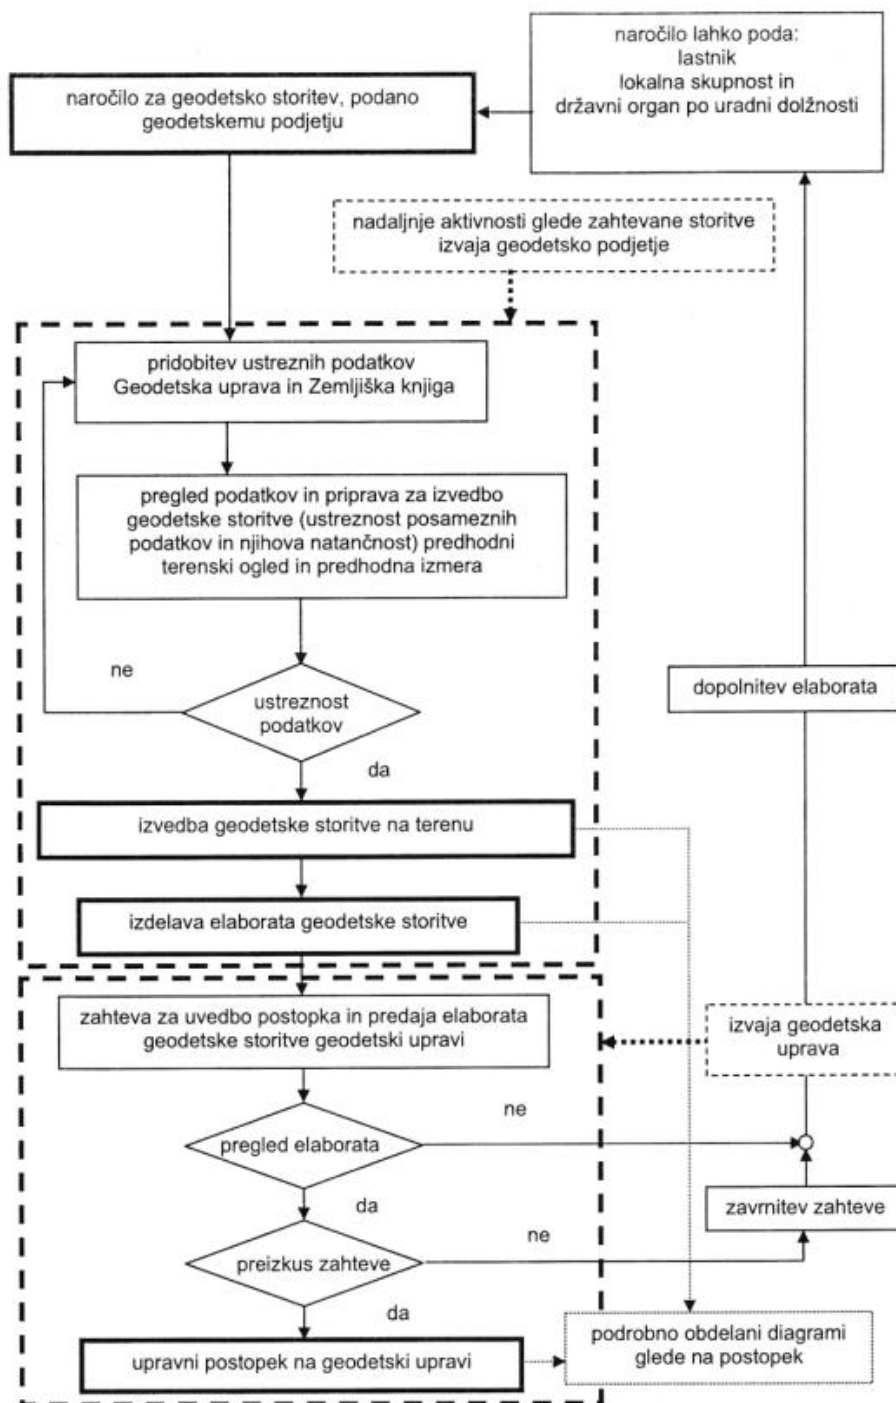 naročilo lahko poda:
lastnik
lokalna skupnost in
državni organ po uradni dolžnosti
naročilo za geodetsko storitev, podano
geodetskemu podjetju
nadaljnje aktivnosti glede zahtevane storitve
izvaja geodetsko podjetje
pridobitev ustreznih podatkov
Geodetska uprava in Zemljiška knjiga
pregled podatkov in priprava za izvedbo
geodetske storitve (ustreznost posameznih
podatkov in njihova natančnost) predhodni
terenski ogled in predhodna izmera
ne
ustreznost
podatkov
dopolnitev elaborata
da
izvedba geodetske storitve na terenu
izdelava elaborata geodetske storitve
zahteva za uvedbo postopka in predaja elaborata
geodetske storitve geodetski upravi
izvaja geodetska
uprava
ne
pregled elaborata
da
zavrnitev zahteve
ne
preizkus zahteve
da
podrobno obdelani diagrami
glede na postopek
upravni postopek na geodetski upravi